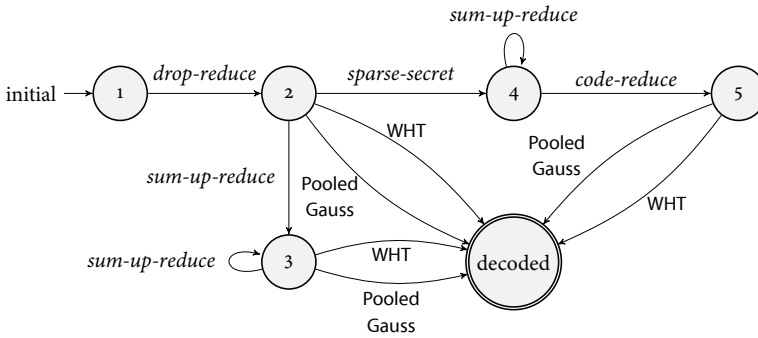 sum-up-reduce
initial
1
drop-reduce
2
sparse-secret
4
code-reduce
5
WHT
sum-up-reduce
Pooled
Gauss
Pooled
Gauss
WHT
sum-up-reduce
3
WHT
decoded
Pooled
Gauss